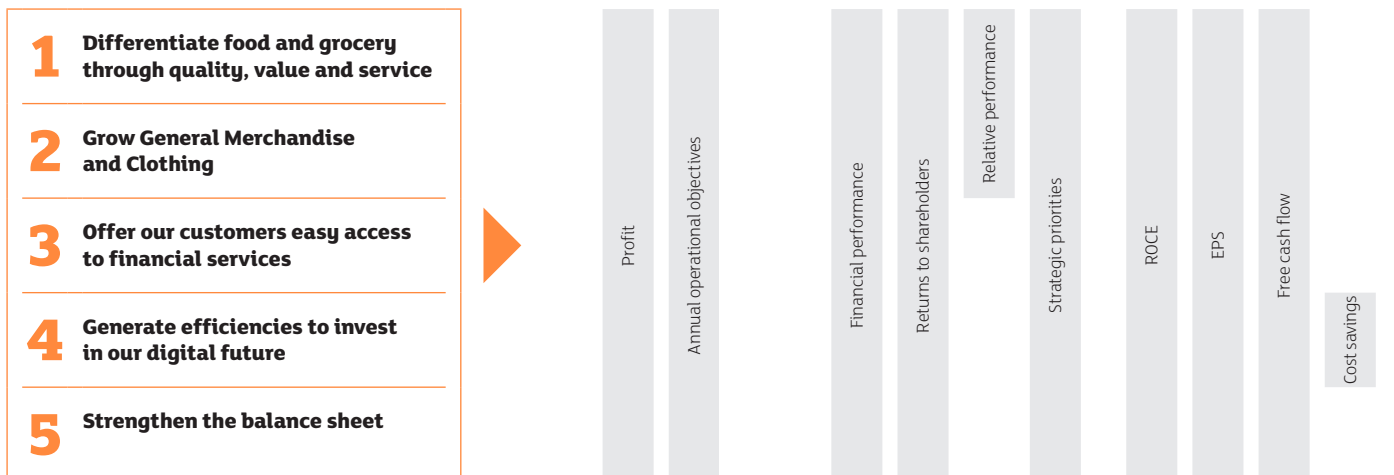 1
Differentiate food and grocery
through quality, value and service
2
Grow General Merchandise
and Clothing
3
Offer our customers easy access
to financial services
4
Generate efficiencies to invest
in our digital future
5
Strengthen the balance sheet
Profit
Annual operational objectives
Financial performance
Returns to shareholders
Relative performance
Strategic priorities
ROCE
EPS
Free cash flow
Cost savings